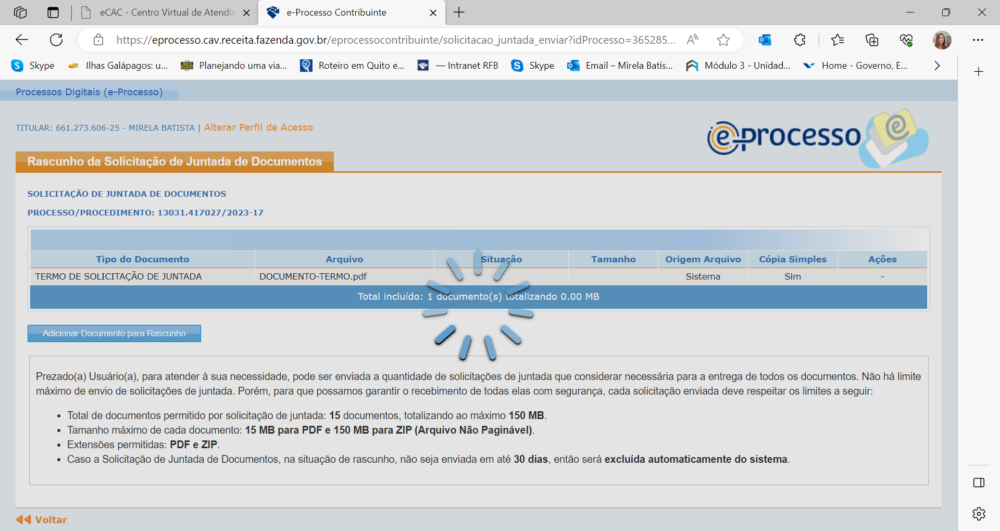 eCAC - Centro Virtual de Atendin
e-Processo Contribuinte
https://eprocesso.cav.receita.fazenda.gov.br/eprocessocontribuinte/solicitacao_juntada_enviar?idProcesso=365285...
Skype
Ilhas Galápagos: u...
Planejando uma via...
Roteiro em Quito e...
— Intranet RFB
Skype
Email – Mirela Batis...
Módulo 3 - Unidad...
Home - Governo, E...
Processos Digitais (e-Processo)
TITULAR: 661.273.606-25 - MIRELA BATISTA | Alterar Perfil de Acesso
e-processo
Rascunho da Solicitação de Juntada de Documentos
SOLICITAÇÃO DE JUNTADA DE DOCUMENTOS
PROCESSO/PROCEDIMENTO: 13031.417027/2023-17
Tipo do Documento Arquivo Situação Tamanho Origem Arquivo Cópia Simples Ações
TERMO DE SOLICITAÇÃO DE JUNTADA DOCUMENTO-TERMO.pdf Sistema Sim -
Total incluído: 1 documento(s) totalizando 0.00 MB
Adicionar Documento para Rascunho
Prezado(a) Usuário(a), para atender à sua necessidade, pode ser enviada a quantidade de solicitações de juntada que considerar necessária para a entrega de todos os documentos. Não há limite
máximo de envio de solicitações de juntada. Porém, para que possamos garantir o recebimento de todas elas com segurança, cada solicitação enviada deve respeitar os limites a seguir:
• Total de documentos permitido por solicitação de juntada: 15 documentos, totalizando ao máximo 150 MB.
• Tamanho máximo de cada documento: 15 MB para PDF e 150 MB para ZIP (Arquivo Não Paginável).
• Extensões permitidas: PDF e ZIP.
• Caso a Solicitação de Juntada de Documentos, na situação de rascunho, não seja enviada em até 30 dias, então será excluída automaticamente do sistema.
Voltar